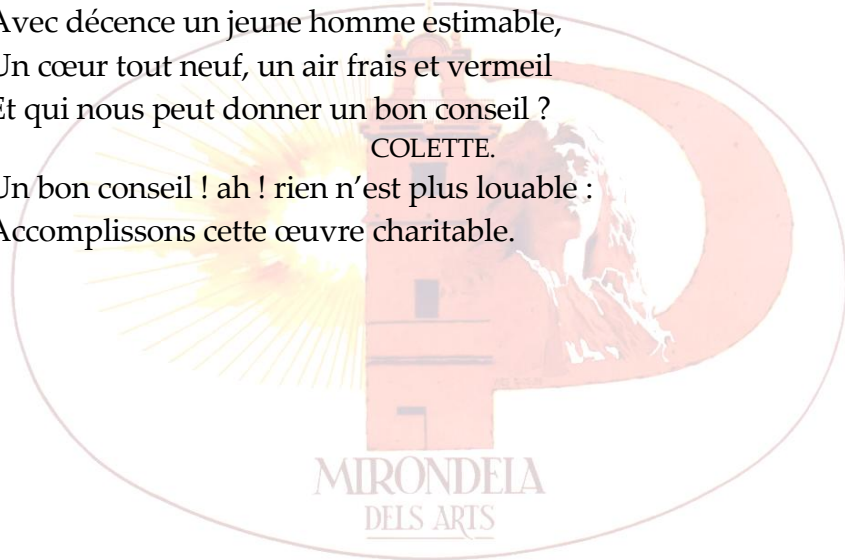 Avec décence un jeune homme estimable,
Un cœur tout neuf, un air frais et vermeil
Et qui nous peut donner un bon conseil ?
COLETTE.
Un bon conseil ! ah ! rien n’est plus louable :
Accomplissons cette œuvre charitable.
MIRONDELA
DELS ARTS